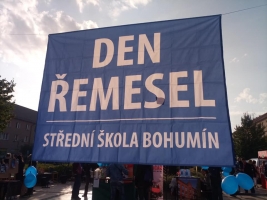 DEN
ŘEMESEL
STŘEDNÍ ŠKOLA BOHUMÍN